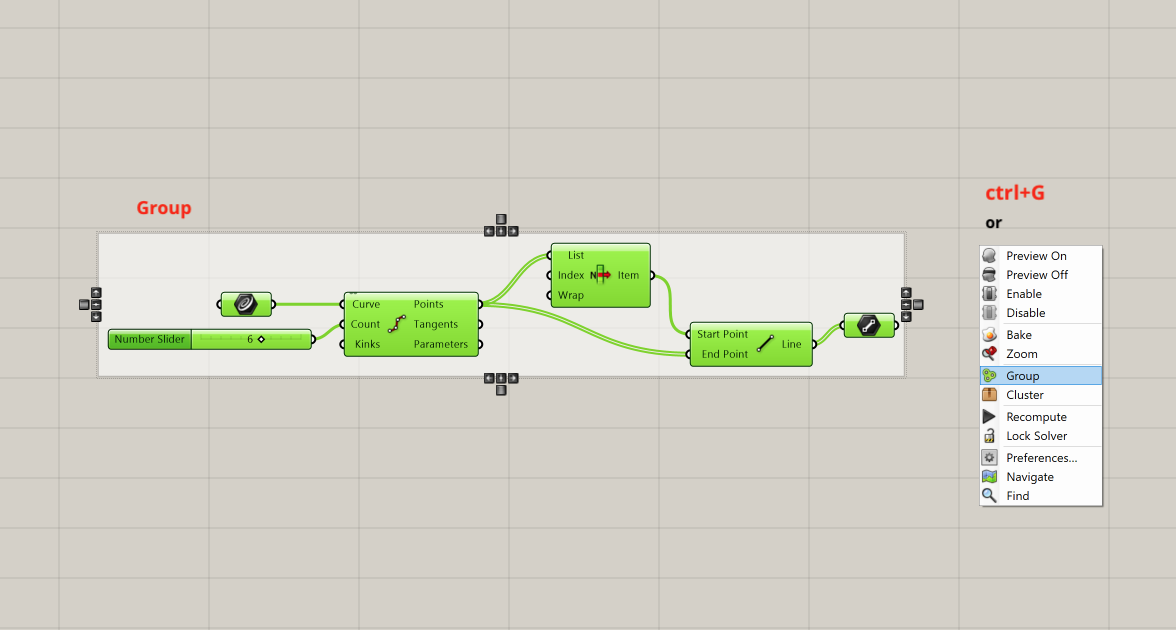 Group
ctrl+G
or
List
Index
N
Item
Wrap
Number Slider
6
Curve
Points
Count
Tangents
Kinks
Parameters
Start Point
End Point
Line
Preview On
Preview Off
Enable
Disable
Bake
Zoom
Group
Cluster
Recompute
Lock Solver
Preferences...
Navigate
Find